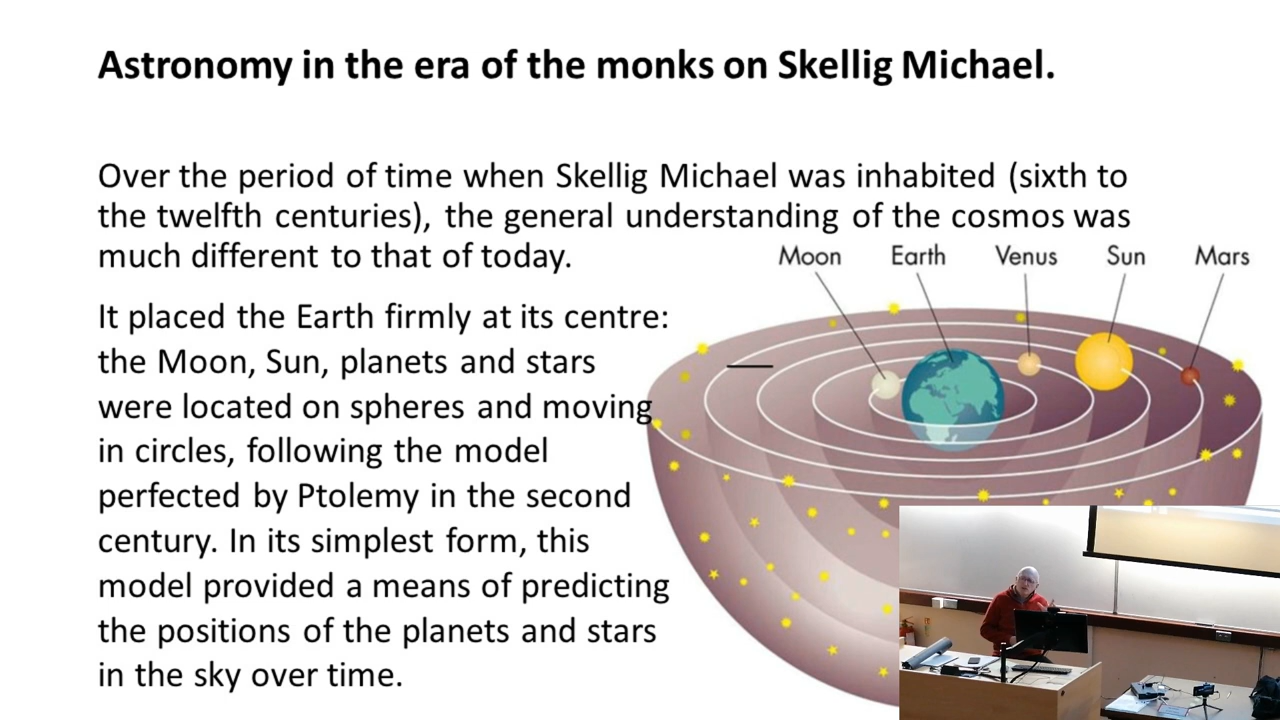 Astronomy in the era of the monks on Skellig Michael.
Over the period of time when Skellig Michael was inhabited (sixth to
the twelfth centuries), the general understanding of the cosmos was
much different to that of today.
Moon Earth Venus Sun Mars
It placed the Earth firmly at its centre:
the Moon, Sun, planets and stars
were located on spheres and moving
in circles, following the model
perfected by Ptolemy in the second
century. In its simplest form, this
model provided a means of predicting
the positions of the planets and stars
in the sky over time.